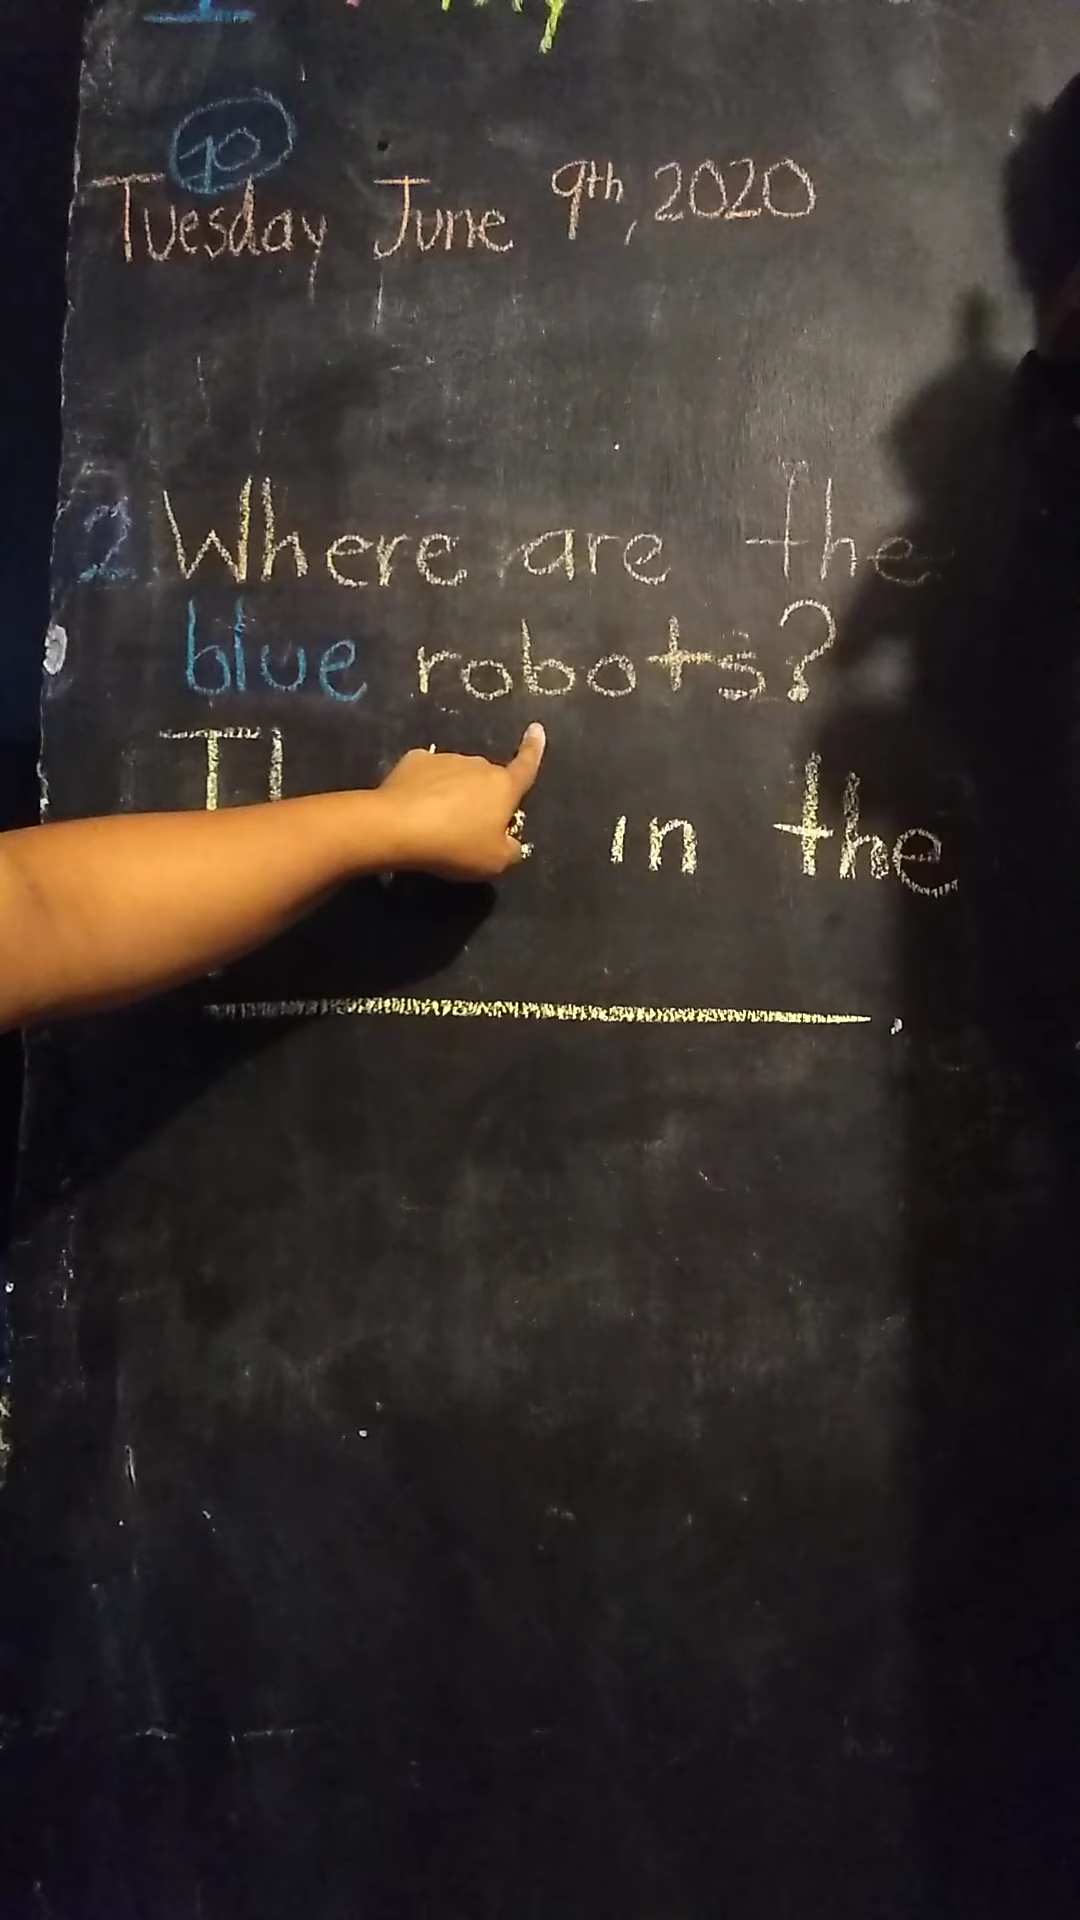 10
Tuesday June 9th, 2020
2 Where are the
blue robots?
in the